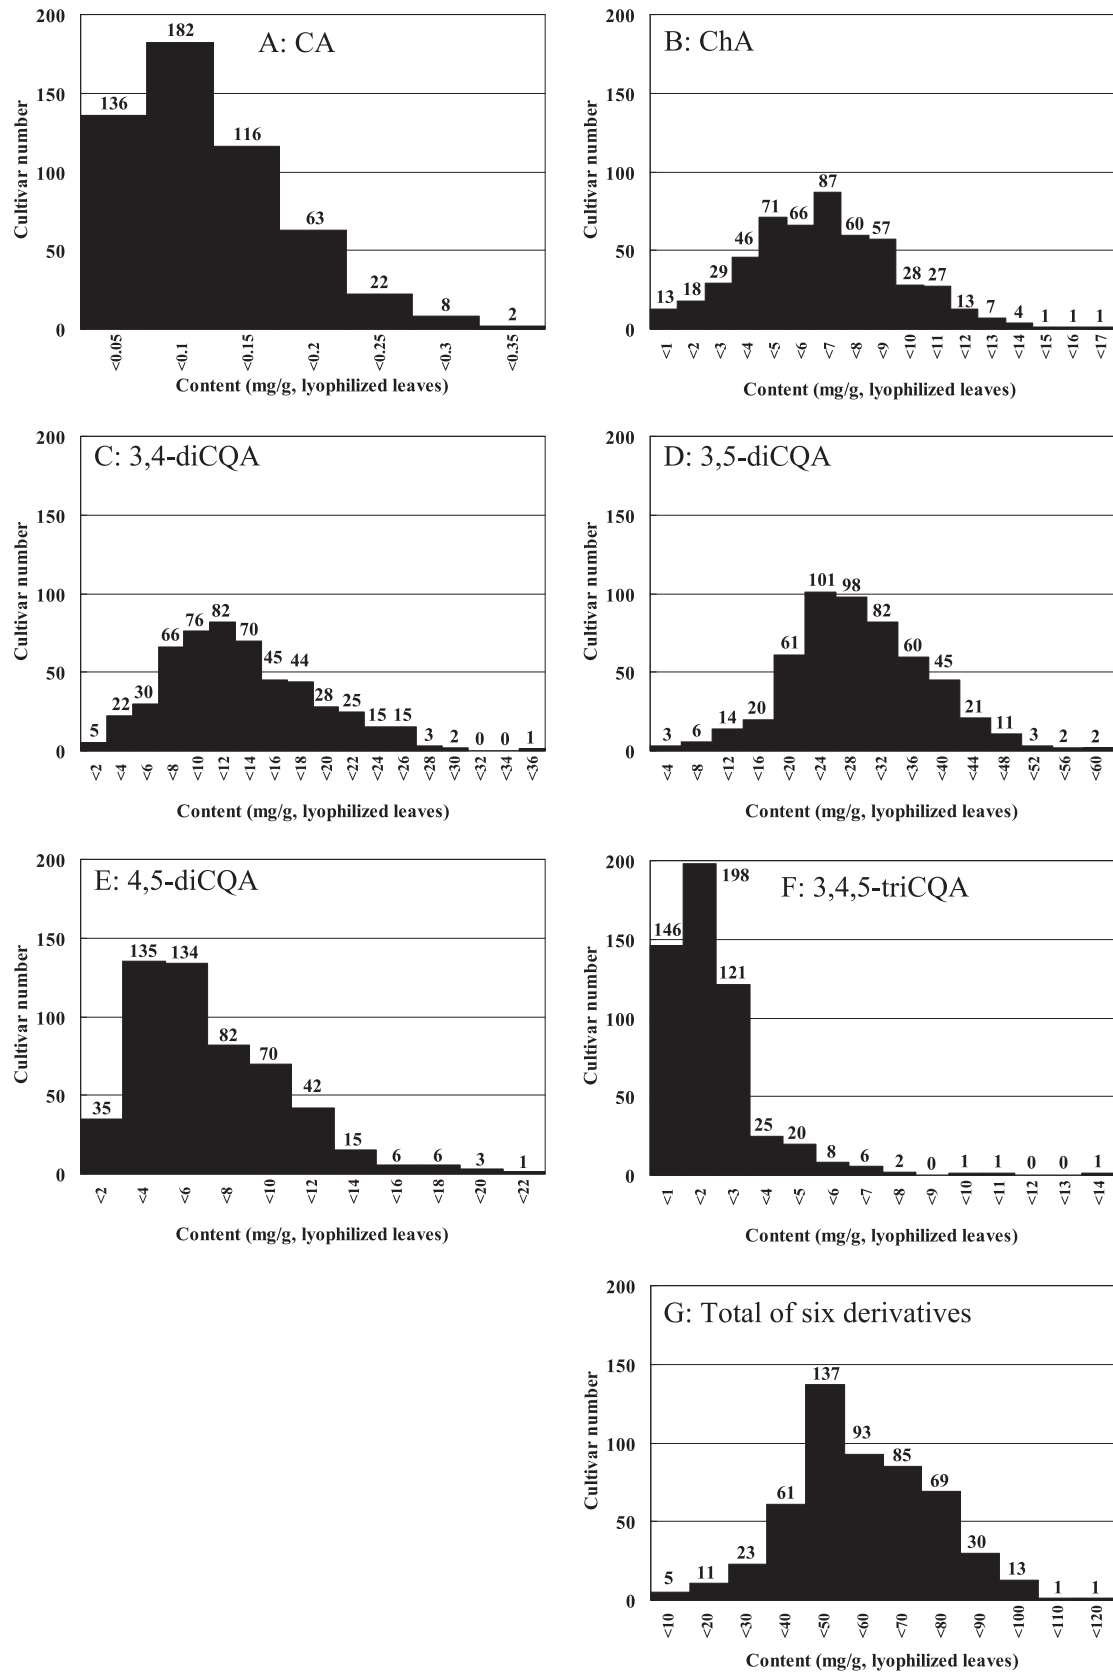 A: CA
Cultivar number
200
150
100
50
0
136 182 116 63 22 8 2
<0.05 <0.1 <0.15 <0.2 <0.25 <0.3 <0.35
Content (mg/g, lyophilized leaves)
B: ChA
Cultivar number
200
150
100
50
0
13 18 29 46 71 66 87 60 57 28 27 13 7 4 1 1 1
<1 <2 <3 <4 <5 <6 <7 <8 <9 <10 <11 <12 <13 <14 <15 <16 <17
Content (mg/g, lyophilized leaves)
C: 3,4-diCQA
Cultivar number
200
150
100
50
0
5 22 30 66 76 82 70 45 44 28 25 15 15 3 2 0 0 1
<2 <4 <6 <8 <10 <12 <14 <16 <18 <20 <22 <24 <26 <28 <30 <32 <34 <36
Content (mg/g, lyophilized leaves)
D: 3,5-diCQA
Cultivar number
200
150
100
50
0
3 6 14 20 61 101 98 82 60 45 21 11 3 2 2
<4 <8 <12 <16 <20 <24 <28 <32 <36 <40 <44 <48 <52 <56 <60
Content (mg/g, lyophilized leaves)
E: 4,5-diCQA
Cultivar number
200
150
100
50
0
35 135 134 82 70 42 15 6 6 3 1
<2 <4 <6 <8 <10 <12 <14 <16 <18 <20 <22
Content (mg/g, lyophilized leaves)
F: 3,4,5-triCQA
Cultivar number
200
150
100
50
0
146 198 121 25 20 8 6 2 0 1 1 0 0 1
<1 <2 <3 <4 <5 <6 <7 <8 <9 <10 <11 <12 <13 <14
Content (mg/g, lyophilized leaves)
G: Total of six derivatives
Cultivar number
200
150
100
50
0
5 11 23 61 137 93 85 69 30 13 1 1
<10 <20 <30 <40 <50 <60 <70 <80 <90 <100 <110 <120
Content (mg/g, lyophilized leaves)